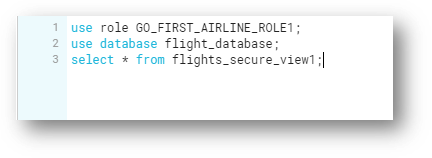 1 use role GO_FIRST_AIRLINE_ROLE1;
2 use database flight_database;
3 select * from flights_secure_view1;